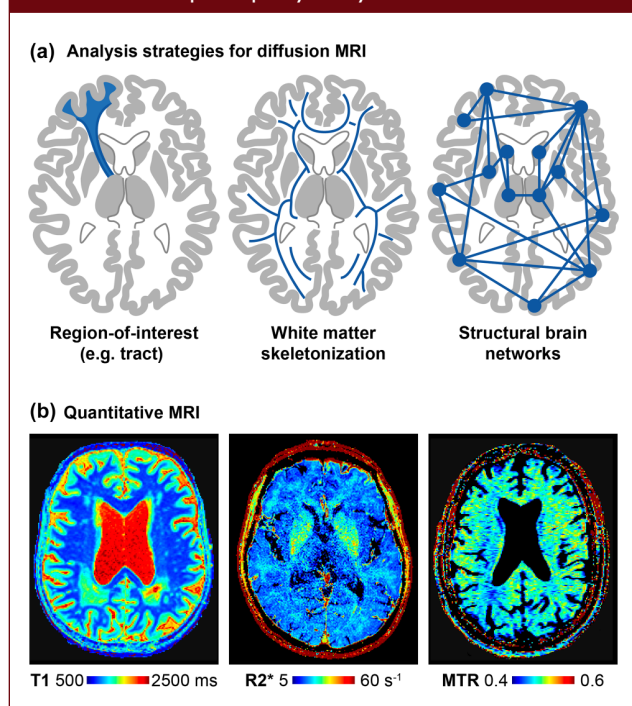 (a) Analysis strategies for diffusion MRI
Region-of-interest
(e.g. tract)
White matter
skeletonization
Structural brain
networks
(b) Quantitative MRI
T1 500 2500 ms
R2* 5 60 s⁻¹
MTR 0.4 0.6